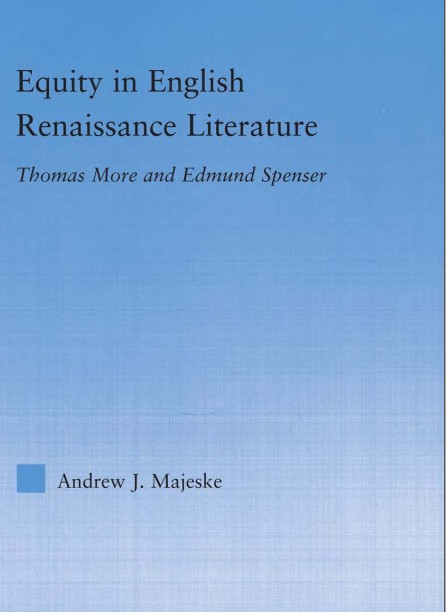 Equity in English
Renaissance Literature
Thomas More and Edmund Spenser
Andrew J. Majeske